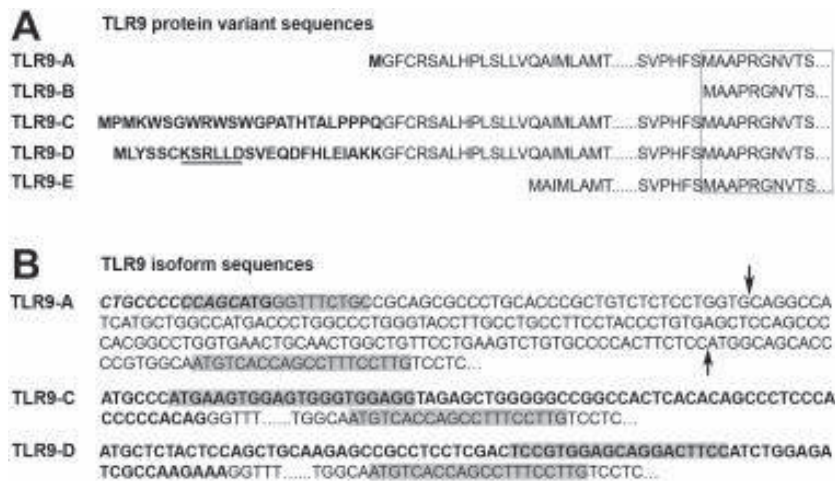 A TLR9 protein variant sequences
TLR9-A MGFCRSALHPLSLLVQAIMLAMT.....SVPHFSMAAPRGNVTS...
TLR9-B MAAPRGNVTS...
TLR9-C MPMKWSGWRWSWGPATHTALPPPQGFCRSALHPLSLLVQAIMLAMT.....SVPHFSMAAPRGNVTS...
TLR9-D MLYSSCKSRLLDSVEQDFHLEIAKKGFCRSALHPLSLLVQAIMLAMT.....SVPHFSMAAPRGNVTS...
TLR9-E MAIMLAMT.....SVPHFSMAAPRGNVTS...
B TLR9 isoform sequences
TLR9-A CTGCCCCCCAGCATGGGTTTCTGCCGCAGCGCCCTGCACCCGCTGTCTCTCCTGGTGCAGGCCA
TCATGCTGGCCATGACCCTGGCCCTGGGTACCTTGCCTGCCTTCCTACCCTGTGAGCTCCAGCCC
CACGGCCTGGTGAACTGCAACTGGCTGTTCCTGAAGTCTGTGCCCCACTTCTCCATGGCAGCACC
CCGTGGCAATGTCACCAGCCTTTCCTTGTCCTC...
TLR9-C ATGCCCATGAAGTGGAGTGGGTGGAGGTAGAGCTGGGGGCCGGCCACTCACACAGCCCTCCCA
CCCCCACAGGGTTT......TGGCAATGTCACCAGCCTTTCCTTGTCCTC...
TLR9-D ATGCTCTACTCCAGCTGCAAGAGCCGCCTCCTCGACTCCGTGGAGCAGGACTTCCATCTGGAGA
TCGCCAAGAAAGGTTT......TGGCAATGTCACCAGCCTTTCCTTGTCCTC...